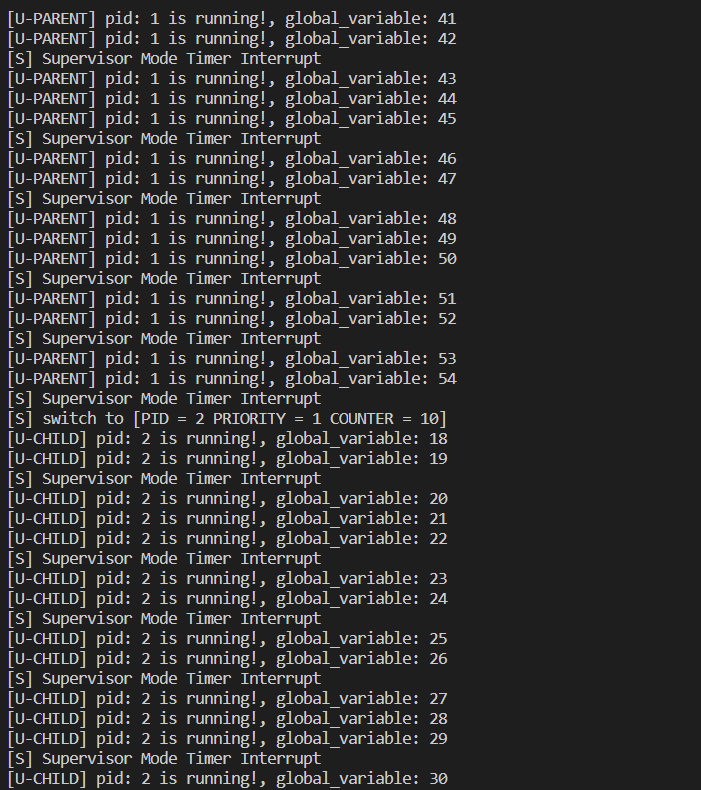 [U-PARENT] pid: 1 is running!, global_variable: 41
[U-PARENT] pid: 1 is running!, global_variable: 42
[S] Supervisor Mode Timer Interrupt
[U-PARENT] pid: 1 is running!, global_variable: 43
[U-PARENT] pid: 1 is running!, global_variable: 44
[U-PARENT] pid: 1 is running!, global_variable: 45
[S] Supervisor Mode Timer Interrupt
[U-PARENT] pid: 1 is running!, global_variable: 46
[U-PARENT] pid: 1 is running!, global_variable: 47
[S] Supervisor Mode Timer Interrupt
[U-PARENT] pid: 1 is running!, global_variable: 48
[U-PARENT] pid: 1 is running!, global_variable: 49
[U-PARENT] pid: 1 is running!, global_variable: 50
[S] Supervisor Mode Timer Interrupt
[U-PARENT] pid: 1 is running!, global_variable: 51
[U-PARENT] pid: 1 is running!, global_variable: 52
[S] Supervisor Mode Timer Interrupt
[U-PARENT] pid: 1 is running!, global_variable: 53
[U-PARENT] pid: 1 is running!, global_variable: 54
[S] Supervisor Mode Timer Interrupt
[S] switch to [PID = 2 PRIORITY = 1 COUNTER = 10]
[U-CHILD] pid: 2 is running!, global_variable: 18
[U-CHILD] pid: 2 is running!, global_variable: 19
[S] Supervisor Mode Timer Interrupt
[U-CHILD] pid: 2 is running!, global_variable: 20
[U-CHILD] pid: 2 is running!, global_variable: 21
[U-CHILD] pid: 2 is running!, global_variable: 22
[S] Supervisor Mode Timer Interrupt
[U-CHILD] pid: 2 is running!, global_variable: 23
[U-CHILD] pid: 2 is running!, global_variable: 24
[S] Supervisor Mode Timer Interrupt
[U-CHILD] pid: 2 is running!, global_variable: 25
[U-CHILD] pid: 2 is running!, global_variable: 26
[S] Supervisor Mode Timer Interrupt
[U-CHILD] pid: 2 is running!, global_variable: 27
[U-CHILD] pid: 2 is running!, global_variable: 28
[U-CHILD] pid: 2 is running!, global_variable: 29
[S] Supervisor Mode Timer Interrupt
[U-CHILD] pid: 2 is running!, global_variable: 30